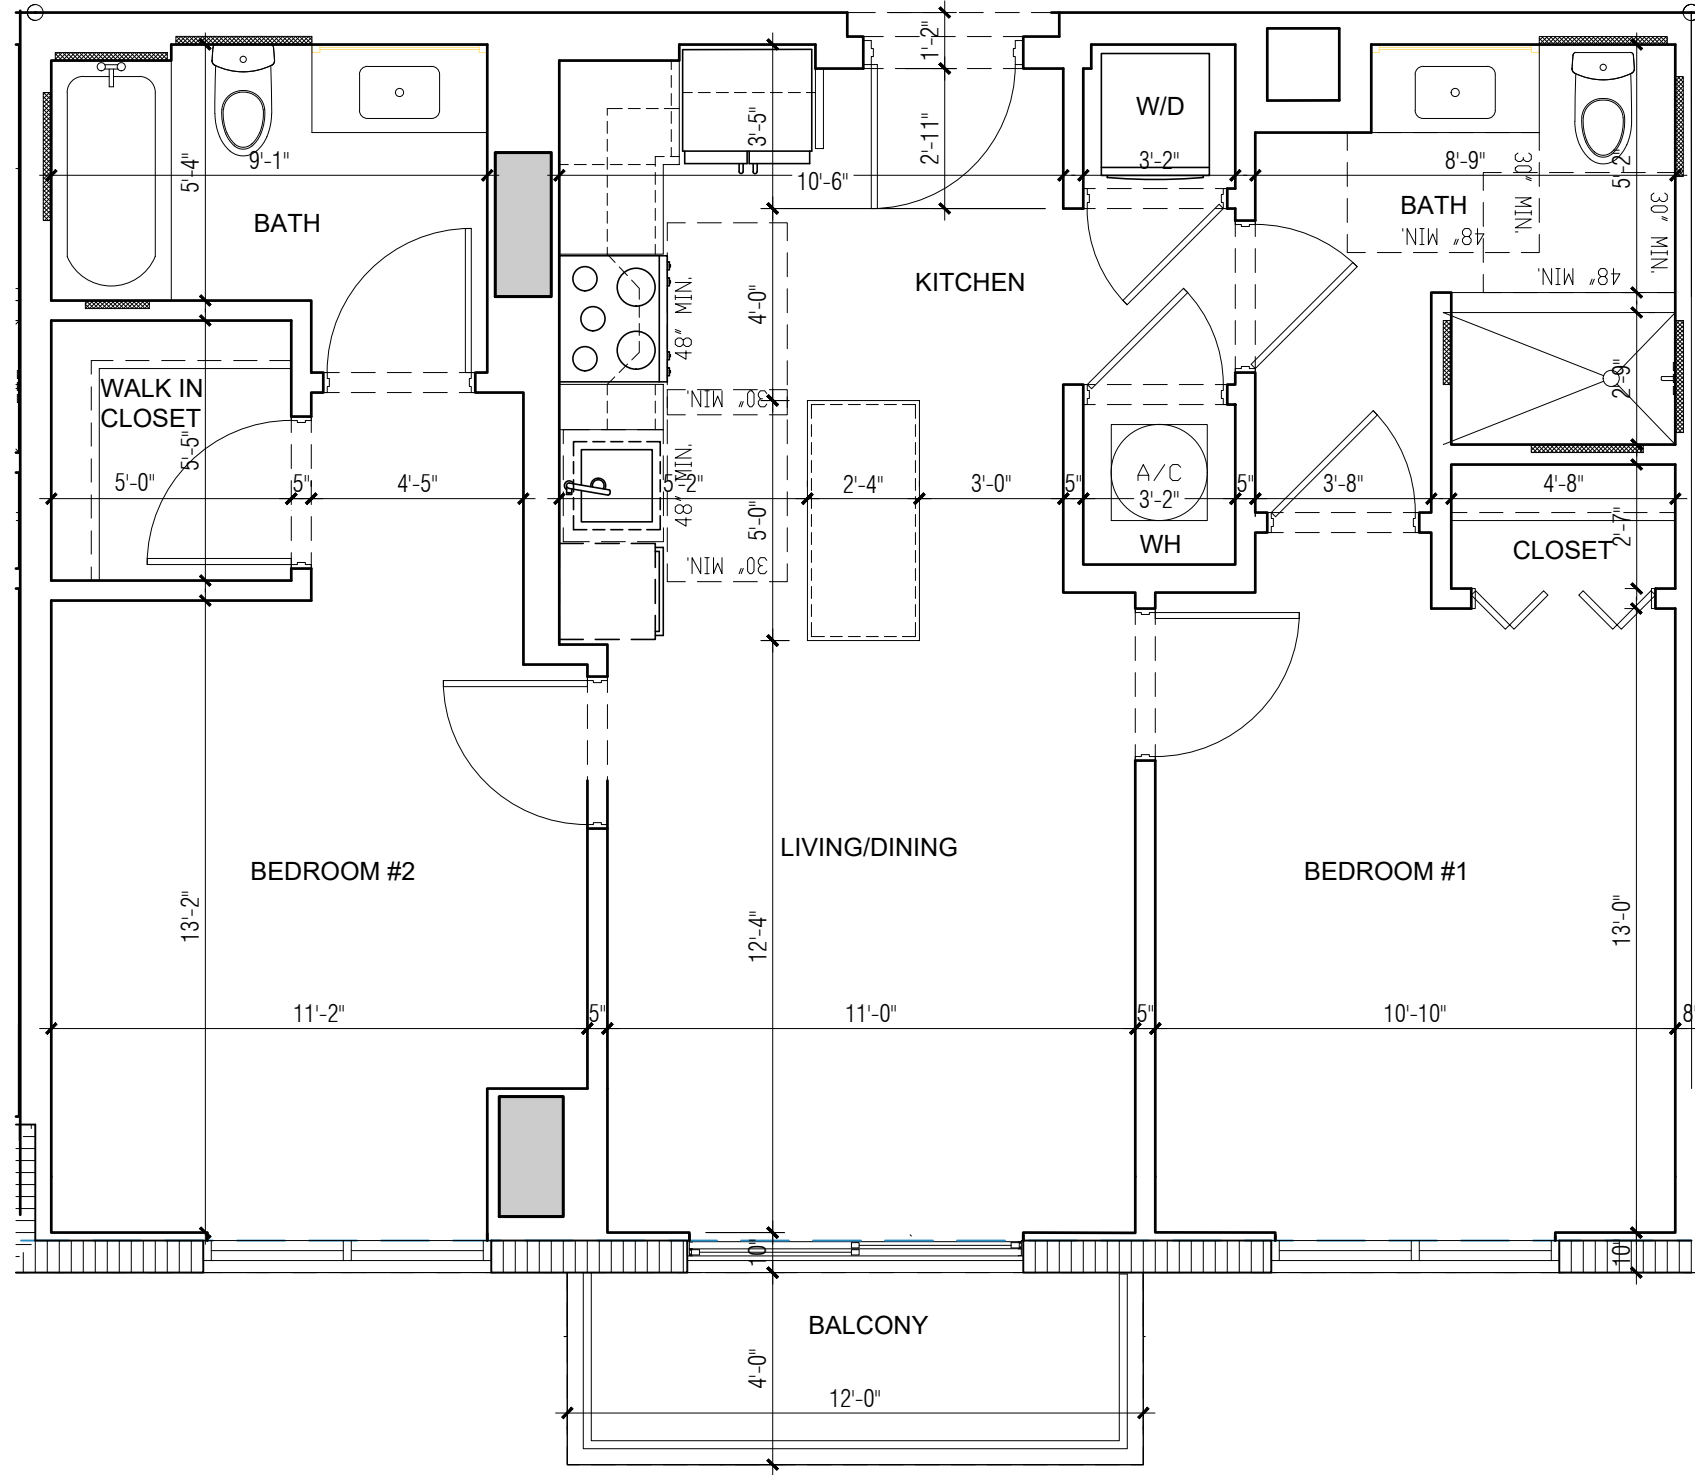 1'-2"
W/D
3'-5"
2'-11"
5'-4"
9'-1"
10'-6"
3'-2"
8'-9"
5'-2"
30" MIN.
BATH
BATH
48" MIN.
30" MIN.
48" MIN.
KITCHEN
4'-0"
48" MIN.
WALK IN
CLOSET
30" MIN.
2'-9"
5'-5"
5'-0"
5"
4'-5"
48" MIN.
5'-2"
2'-4"
3'-0"
5"
A/C
3'-2"
5"
3'-8"
4'-8"
5'-0"
2'-7"
WH
CLOSET
30" MIN.
LIVING/DINING
BEDROOM #2
BEDROOM #1
13'-2"
12'-4"
13'-0"
11'-2"
5"
11'-0"
5"
10'-10"
8"
10"
10"
BALCONY
4'-0"
12'-0"